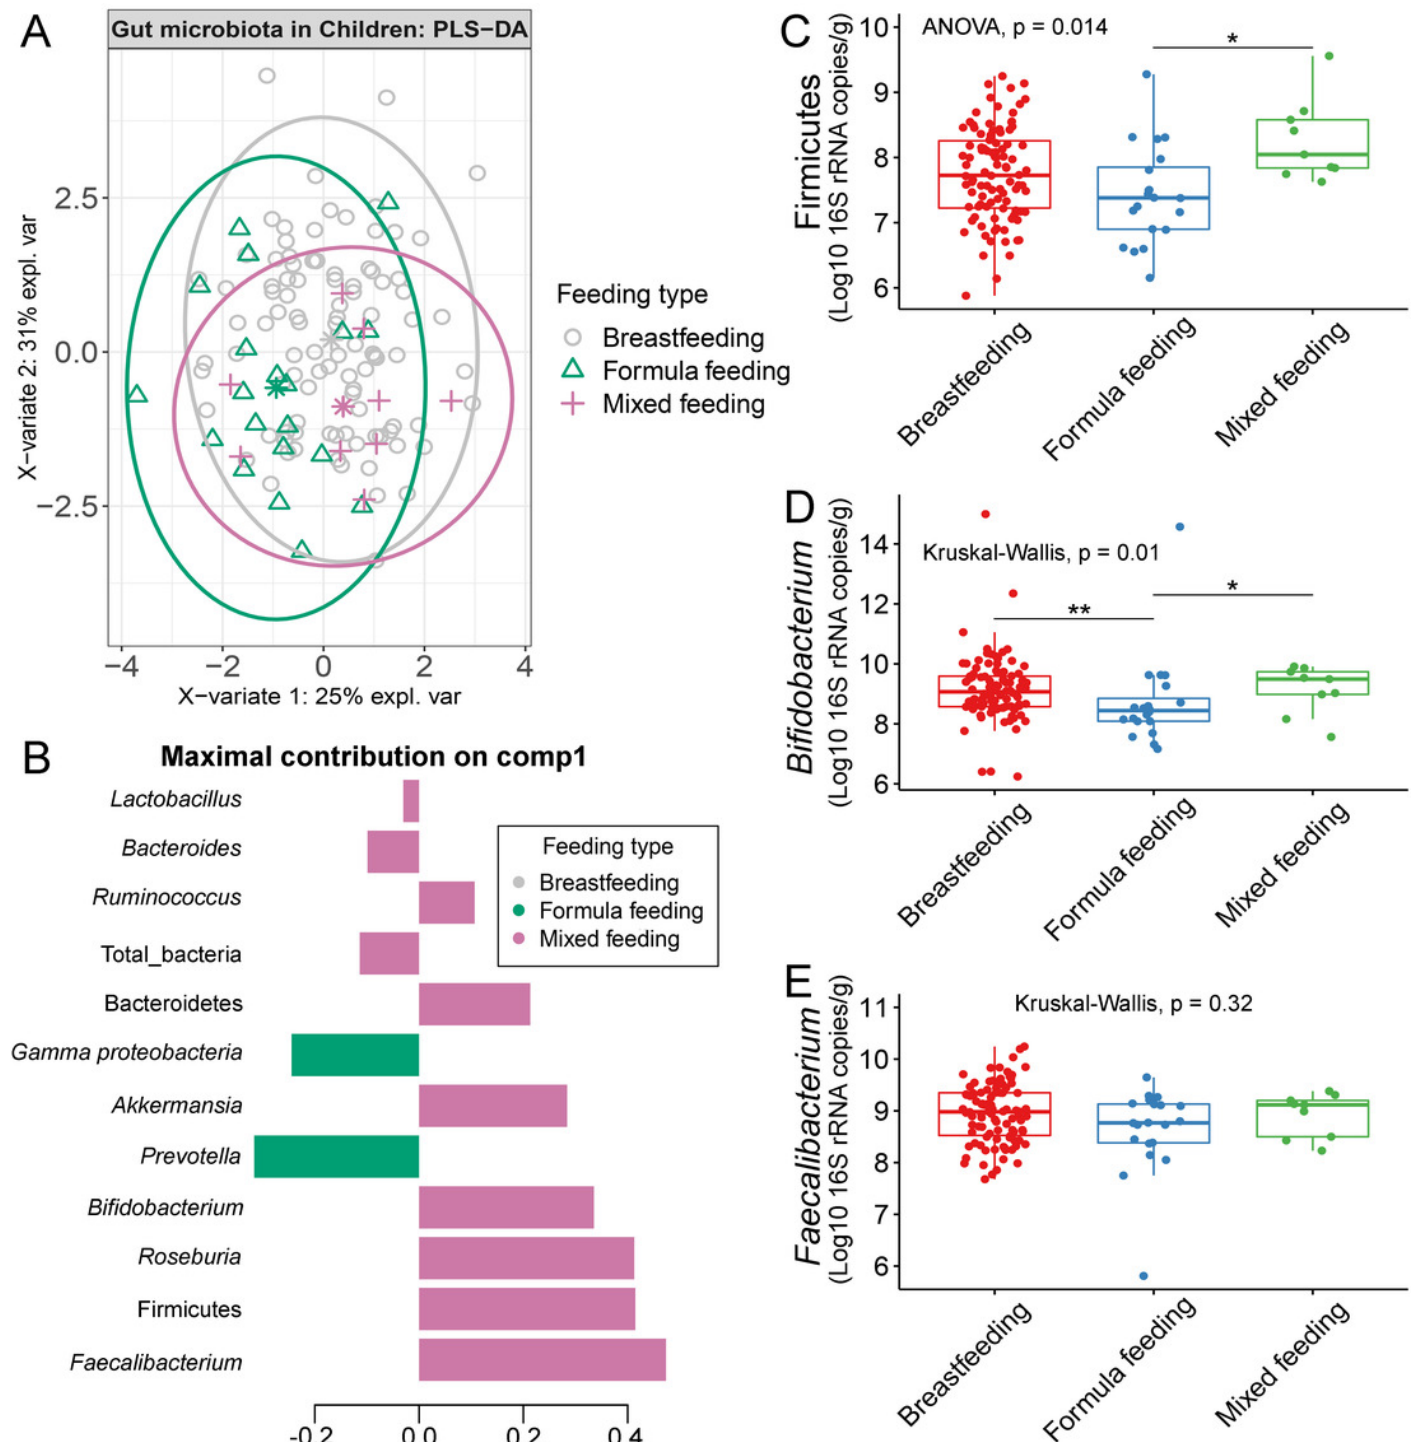 A
Gut microbiota in Children: PLS−DA
X−variate 2: 31% expl. var
2.5
0.0
−2.5
−4
−2
0
2
4
X−variate 1: 25% expl. var
Feeding type
Breastfeeding
Formula feeding
Mixed feeding
B
Maximal contribution on comp1
Lactobacillus
Bacteroides
Ruminococcus
Total_bacteria
Bacteroidetes
Gamma proteobacteria
Akkermansia
Prevotella
Bifidobacterium
Roseburia
Firmicutes
Faecalibacterium
Feeding type
Breastfeeding
Formula feeding
Mixed feeding
-0.2
0.0
0.2
0.4
C
Firmicutes
(Log10 16S rRNA copies/g)
10
9
8
7
6
ANOVA, p = 0.014
*
Breastfeeding
Formula feeding
Mixed feeding
D
Bifidobacterium
(Log10 16S rRNA copies/g)
14
12
10
8
6
Kruskal-Wallis, p = 0.01
**
*
Breastfeeding
Formula feeding
Mixed feeding
E
Faecalibacterium
(Log10 16S rRNA copies/g)
11
10
9
8
7
6
Kruskal-Wallis, p = 0.32
Breastfeeding
Formula feeding
Mixed feeding